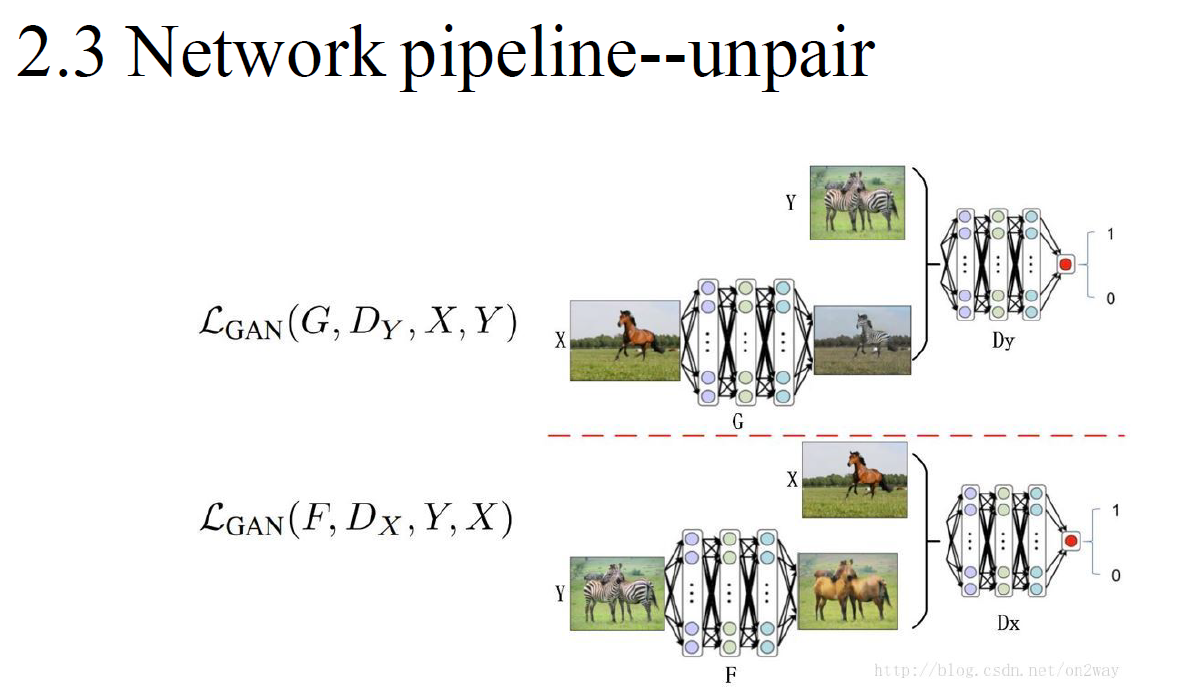 2.3 Network pipeline--unpair
Y
1
0
Dy
ℒGAN(G, DY, X, Y)
X
G
X
1
0
Dx
ℒGAN(F, DX, Y, X)
Y
F
http://blog.csdn.net/on2way